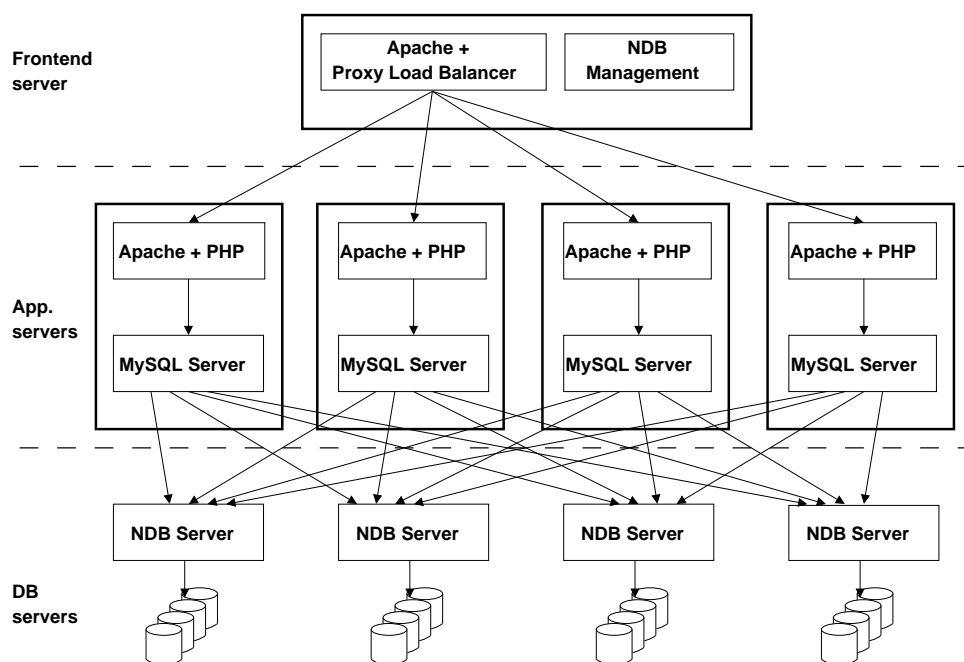 Frontend
server
Apache +
Proxy Load Balancer
NDB
Management
App.
servers
Apache + PHP
Apache + PHP
Apache + PHP
Apache + PHP
MySQL Server
MySQL Server
MySQL Server
MySQL Server
DB
servers
NDB Server
NDB Server
NDB Server
NDB Server